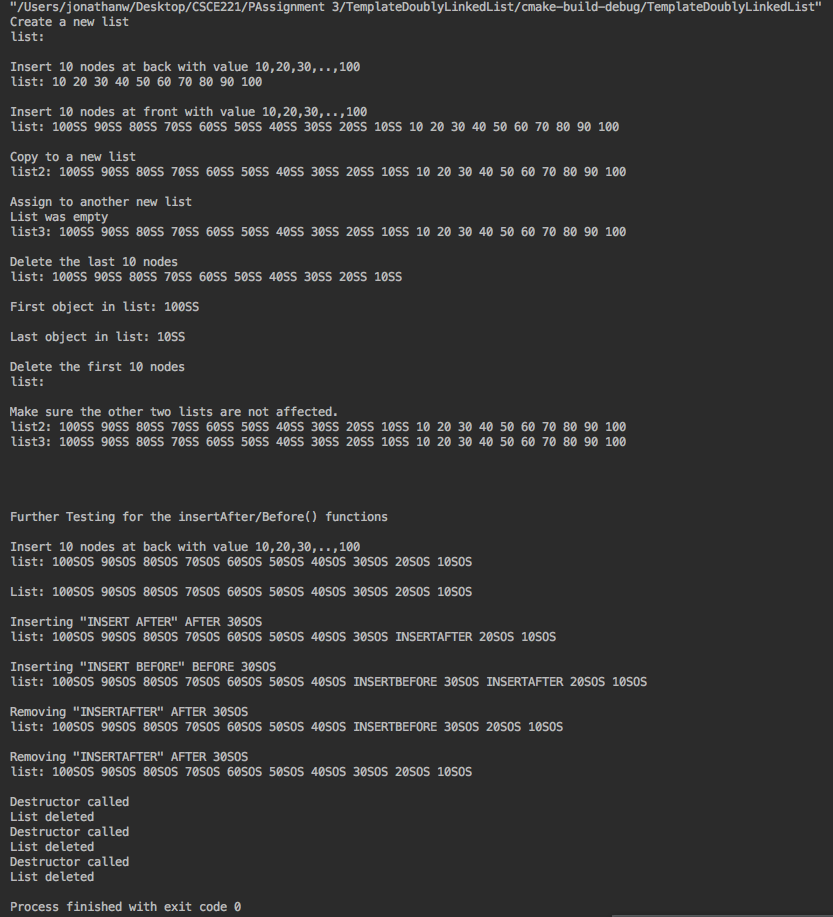 "/Users/jonathanw/Desktop/CSCE221/PAssignment 3/TemplateDoublyLinkedList/cmake-build-debug/TemplateDoublyLinkedList"
Create a new list
list:
Insert 10 nodes at back with value 10,20,30,..,100
list: 10 20 30 40 50 60 70 80 90 100
Insert 10 nodes at front with value 10,20,30,..,100
list: 100SS 90SS 80SS 70SS 60SS 50SS 40SS 30SS 20SS 10SS 10 20 30 40 50 60 70 80 90 100
Copy to a new list
list2: 100SS 90SS 80SS 70SS 60SS 50SS 40SS 30SS 20SS 10SS 10 20 30 40 50 60 70 80 90 100
Assign to another new list
List was empty
list3: 100SS 90SS 80SS 70SS 60SS 50SS 40SS 30SS 20SS 10SS 10 20 30 40 50 60 70 80 90 100
Delete the last 10 nodes
list: 100SS 90SS 80SS 70SS 60SS 50SS 40SS 30SS 20SS 10SS
First object in list: 100SS
Last object in list: 10SS
Delete the first 10 nodes
list:
Make sure the other two lists are not affected.
list2: 100SS 90SS 80SS 70SS 60SS 50SS 40SS 30SS 20SS 10SS 10 20 30 40 50 60 70 80 90 100
list3: 100SS 90SS 80SS 70SS 60SS 50SS 40SS 30SS 20SS 10SS 10 20 30 40 50 60 70 80 90 100
Further Testing for the insertAfter/Before() functions
Insert 10 nodes at back with value 10,20,30,..,100
list: 100SOS 90SOS 80SOS 70SOS 60SOS 50SOS 40SOS 30SOS 20SOS 10SOS
List: 100SOS 90SOS 80SOS 70SOS 60SOS 50SOS 40SOS 30SOS 20SOS 10SOS
Inserting "INSERT AFTER" AFTER 30SOS
list: 100SOS 90SOS 80SOS 70SOS 60SOS 50SOS 40SOS 30SOS INSERTAFTER 20SOS 10SOS
Inserting "INSERT BEFORE" BEFORE 30SOS
list: 100SOS 90SOS 80SOS 70SOS 60SOS 50SOS 40SOS INSERTBEFORE 30SOS INSERTAFTER 20SOS 10SOS
Removing "INSERTAFTER" AFTER 30SOS
list: 100SOS 90SOS 80SOS 70SOS 60SOS 50SOS 40SOS INSERTBEFORE 30SOS 20SOS 10SOS
Removing "INSERTAFTER" AFTER 30SOS
list: 100SOS 90SOS 80SOS 70SOS 60SOS 50SOS 40SOS 30SOS 20SOS 10SOS
Destructor called
List deleted
Destructor called
List deleted
Destructor called
List deleted
Process finished with exit code 0